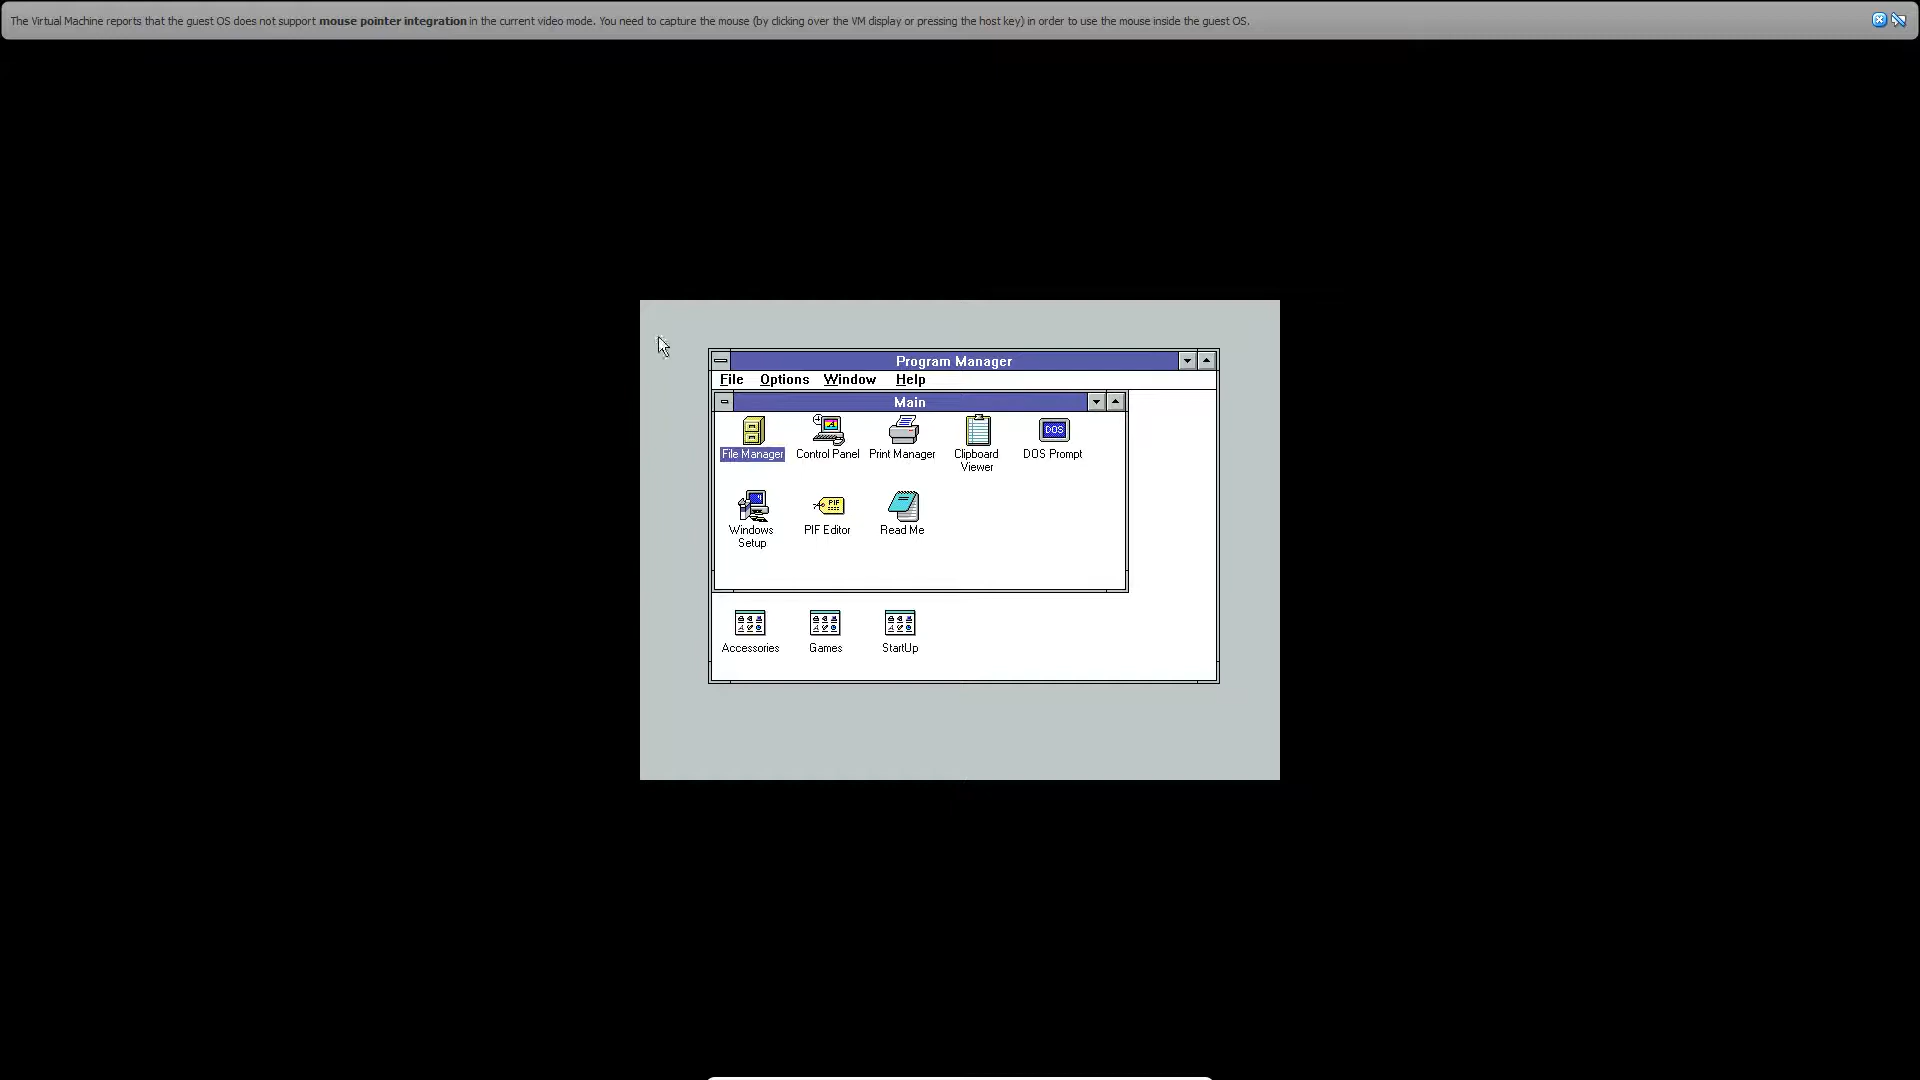 The Virtual Machine reports that the guest OS does not support mouse pointer integration in the current video mode. You need to capture the mouse (by clicking over the VM display or pressing the host key) in order to use the mouse inside the guest OS.
Program Manager
File Options Window Help
Main
File Manager Control Panel Print Manager Clipboard Viewer DOS Prompt
DOS
Windows Setup PIF Editor Read Me
PIF
Accessories Games StartUp